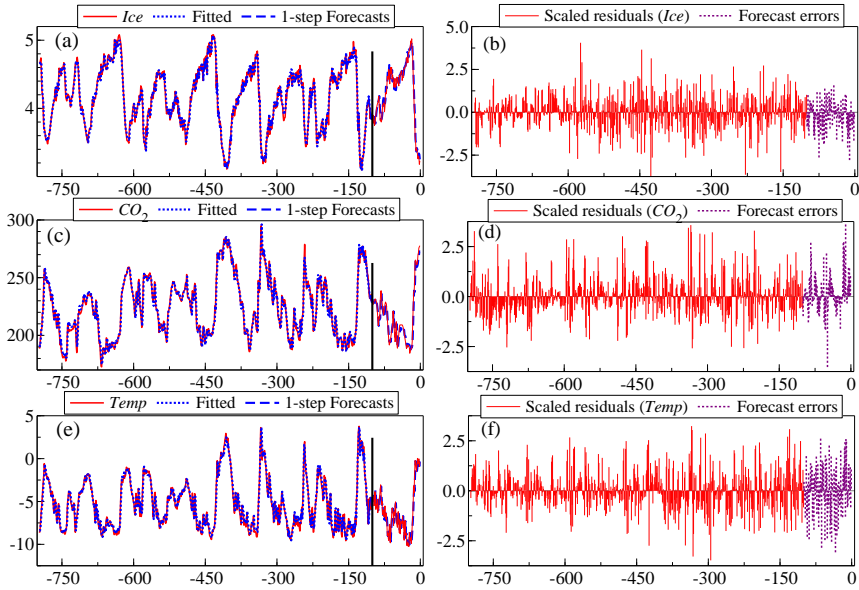 Ice Fitted 1-step Forecasts
(a)
5
4
-750 -600 -450 -300 -150 0
Scaled residuals (Ice) Forecast errors
(b)
5.0
2.5
0.0
-2.5
-750 -600 -450 -300 -150 0
CO2 Fitted 1-step Forecasts
(c)
300
250
200
-750 -600 -450 -300 -150 0
Scaled residuals (CO2) Forecast errors
(d)
2.5
0.0
-2.5
-750 -600 -450 -300 -150 0
Temp Fitted 1-step Forecasts
(e)
5
0
-5
-10
-750 -600 -450 -300 -150 0
Scaled residuals (Temp) Forecast errors
(f)
2.5
0.0
-2.5
-750 -600 -450 -300 -150 0